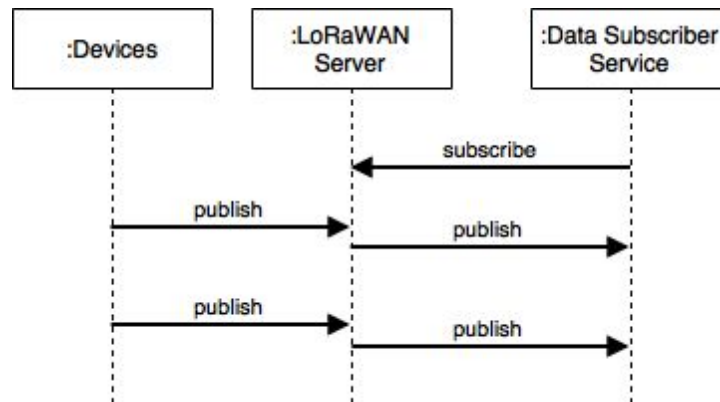 :Devices
:LoRaWAN
Server
:Data Subscriber
Service
subscribe
publish
publish
publish
publish